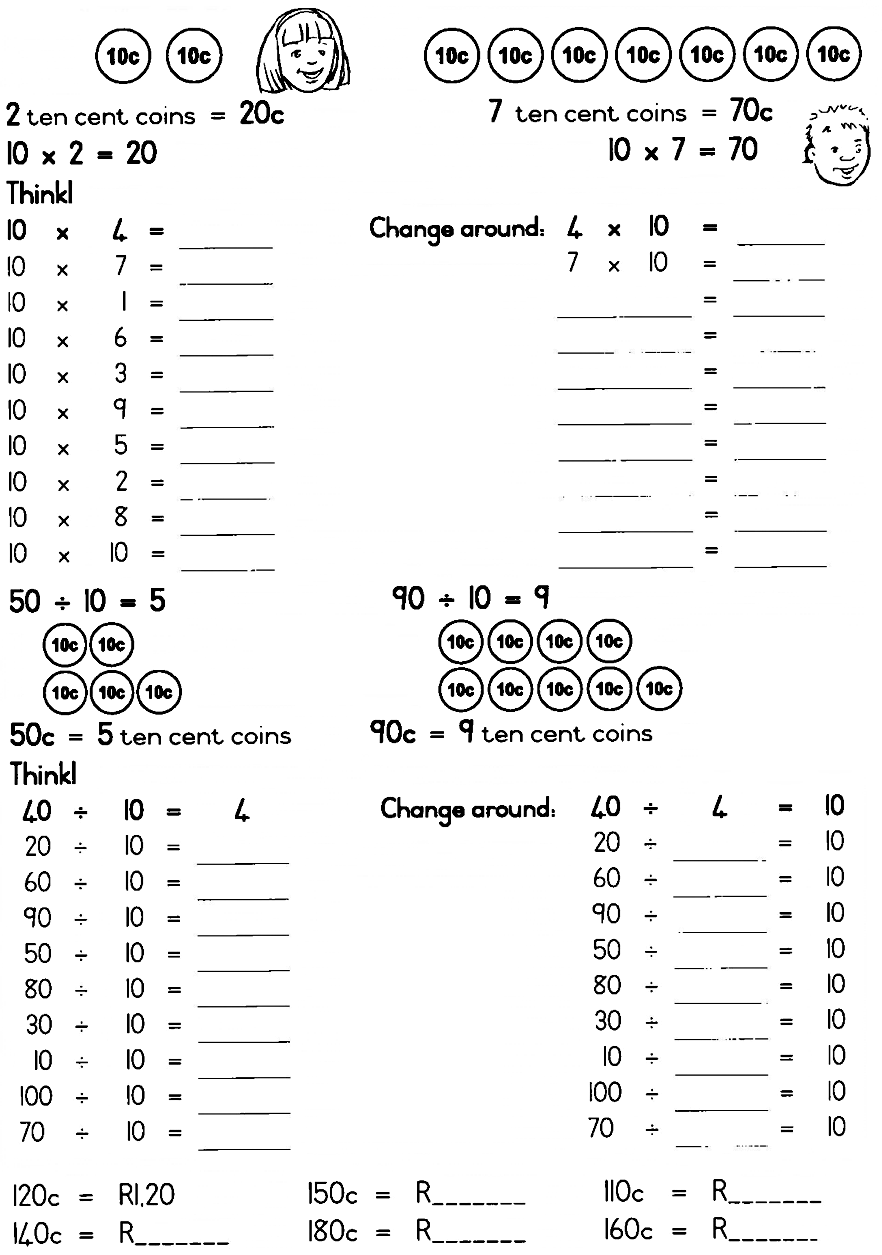 10c 10c 10c 10c 10c 10c 10c 10c 10c
2 ten cent coins = 20c 7 ten cent coins = 70c
10 x 2 = 20 10 x 7 = 70
Think!
10 x 4 = ______ Change around: 4 x 10 = ______
10 x 7 = ______ 7 x 10 = ______
10 x 1 = ______ ______ = ______
10 x 6 = ______ ______ = ______
10 x 3 = ______ ______ = ______
10 x 9 = ______ ______ = ______
10 x 5 = ______ ______ = ______
10 x 2 = ______ ______ = ______
10 x 8 = ______ ______ = ______
10 x 10 = ______ ______ = ______
50 ÷ 10 = 5 90 ÷ 10 = 9
10c 10c 10c 10c 10c 10c
10c 10c 10c 10c 10c 10c 10c 10c
50c = 5 ten cent coins 90c = 9 ten cent coins
Think!
40 ÷ 10 = 4 Change around: 40 ÷ 4 = 10
20 ÷ 10 = ______ 20 ÷ ______ = 10
60 ÷ 10 = ______ 60 ÷ ______ = 10
90 ÷ 10 = ______ 90 ÷ ______ = 10
50 ÷ 10 = ______ 50 ÷ ______ = 10
80 ÷ 10 = ______ 80 ÷ ______ = 10
30 ÷ 10 = ______ 30 ÷ ______ = 10
10 ÷ 10 = ______ 10 ÷ ______ = 10
100 ÷ 10 = ______ 100 ÷ ______ = 10
70 ÷ 10 = ______ 70 ÷ ______ = 10
120c = R1,20 150c = R_______ 110c = R_______
140c = R_______ 180c = R_______ 160c = R_______